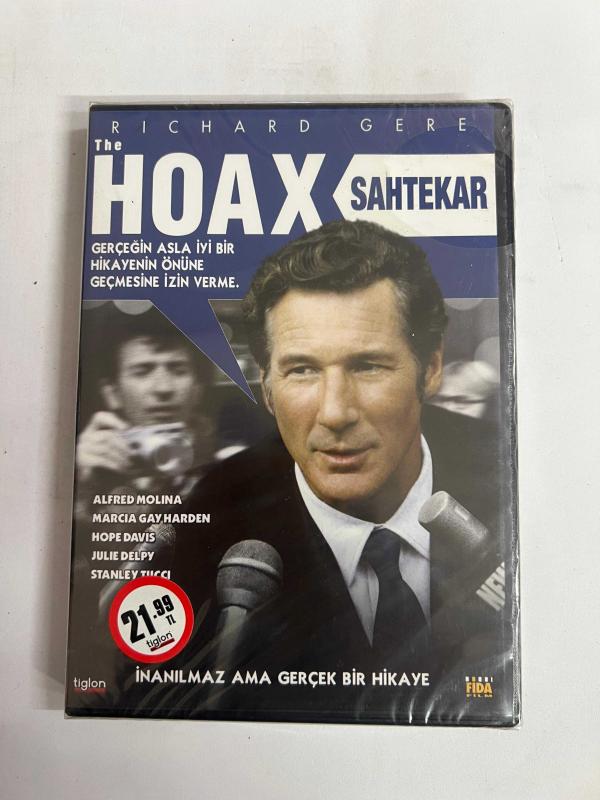 RICHARD GERE
The
HOAX
SAHTEKAR
GERÇEĞİN ASLA İYİ BİR
HİKAYENİN ÖNÜNE
GEÇMESİNE İZİN VERME.
ALFRED MOLINA
MARCIA GAY HARDEN
HOPE DAVIS
JULIE DELPY
STANLEY TUCCI
21.99
TL
tiglon
NEW
İNANILMAZ AMA GERÇEK BİR HİKAYE
tiglon
FIDA
FILM